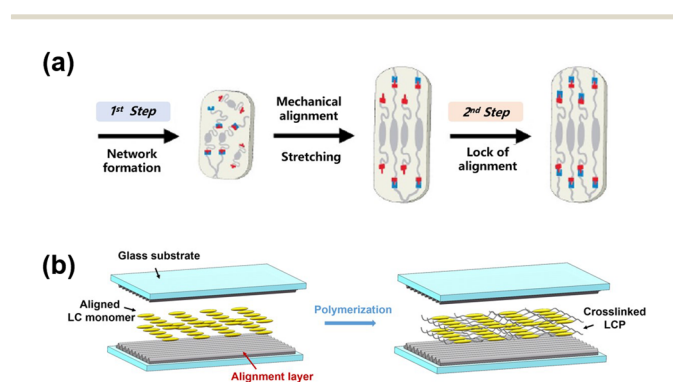 (a)
1st Step
Network
formation
Mechanical
alignment
Stretching
2nd Step
Lock of
alignment
(b)
Glass substrate
Aligned
LC monomer
Alignment layer
Polymerization
Crosslinked
LCP